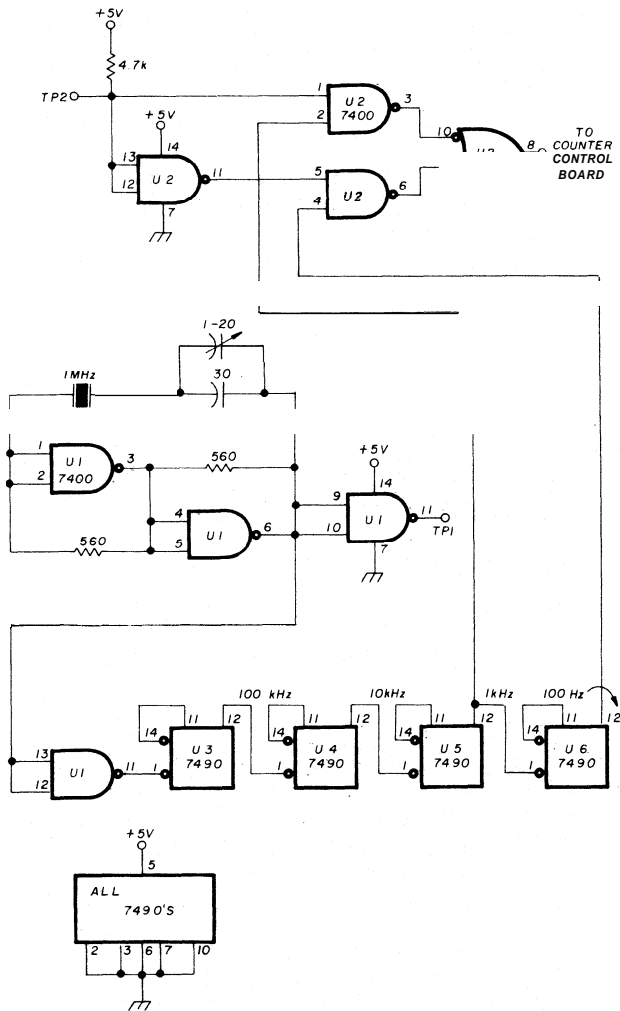 +5V
4.7k
TP2
+5V
14
13
12
U2
11
7
1
2
U2
7400
3
5
4
U2
6
10
8
TO
COUNTER
CONTROL
BOARD
1-20
30
1MHz
1
2
U1
7400
3
560
560
4
5
U1
6
+5V
14
9
10
U1
11
TP1
7
13
12
U1
11
1
14
11
12
U3
7490
100 kHz
14
1
11
12
U4
7490
10kHz
14
1
11
12
U5
7490
1kHz
14
1
11
12
U6
7490
100 Hz
+5V
5
ALL
7490'S
2 3 6 7 10